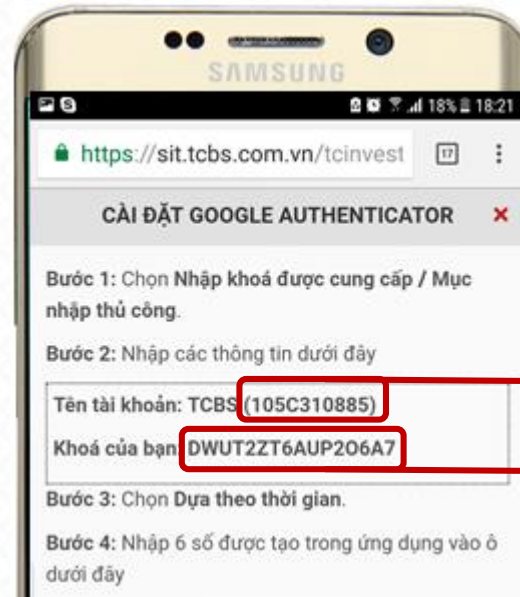 SAMSUNG
18% 18:21
https://sit.tcbs.com.vn/tcinvest 17
CÀI ĐẶT GOOGLE AUTHENTICATOR ×
Bước 1: Chọn Nhập khoá được cung cấp / Mục
nhập thủ công.
Bước 2: Nhập các thông tin dưới đây
Tên tài khoản: TCBS (105C310885)
Khoá của bạn: DWUT2ZT6AUP2O6A7
Bước 3: Chọn Dựa theo thời gian.
Bước 4: Nhập 6 số được tạo trong ứng dụng vào ô
dưới đây